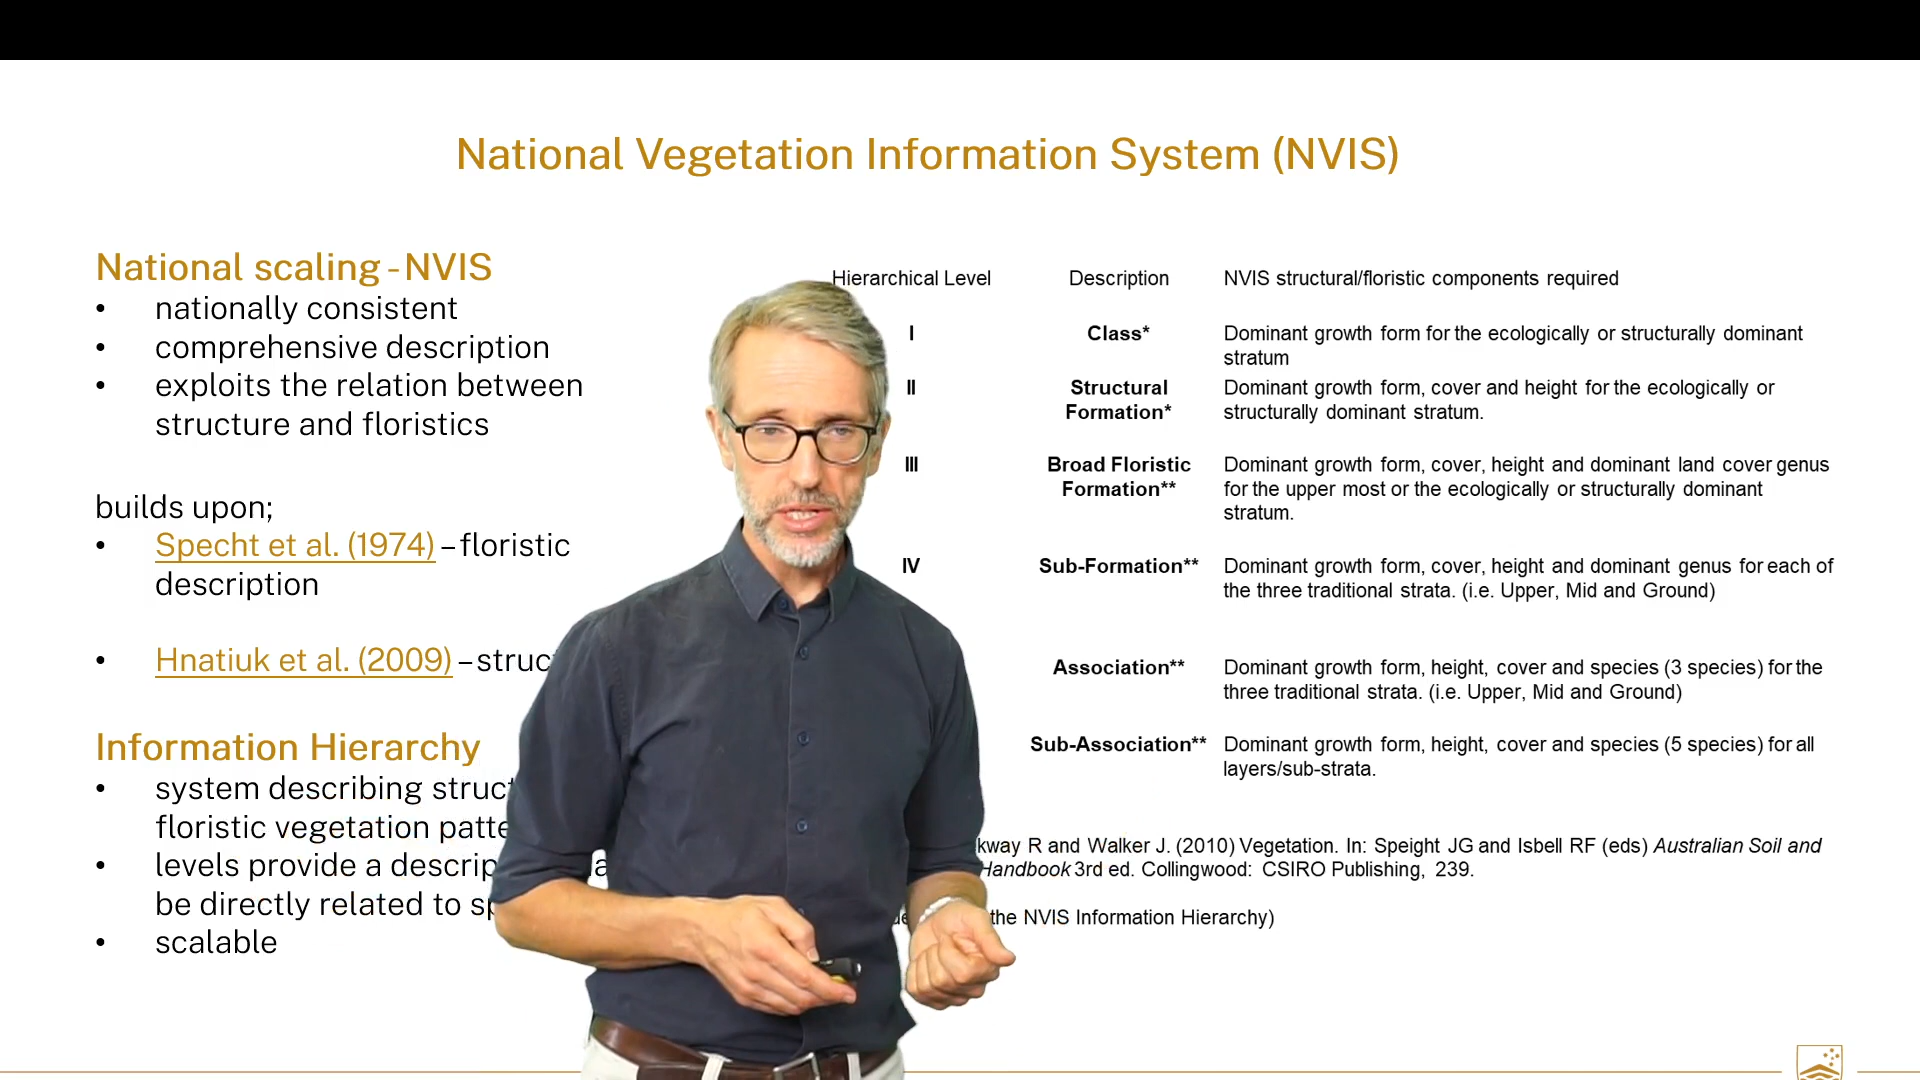 National Vegetation Information System (NVIS)
National scaling - NVIS
• nationally consistent
• comprehensive description
• exploits the relation between
structure and floristics
builds upon;
• Specht et al. (1974) – floristic
description
• Hnatiuk et al. (2009) –
Information Hierarchy
• system describing
floristic vegetation
• levels provide a
be directly related to
• scalable
Hierarchical Level Description NVIS structural/floristic components required
I Class* Dominant growth form for the ecologically or structurally dominant
stratum
II Structural Dominant growth form, cover and height for the ecologically or
Formation* structurally dominant stratum.
III Broad Floristic Dominant growth form, cover, height and dominant land cover genus
Formation** for the upper most or the ecologically or structurally dominant
stratum.
IV Sub-Formation** Dominant growth form, cover, height and dominant genus for each of
the three traditional strata. (i.e. Upper, Mid and Ground)
Association** Dominant growth form, height, cover and species (3 species) for the
three traditional strata. (i.e. Upper, Mid and Ground)
Sub-Association** Dominant growth form, height, cover and species (5 species) for all
layers/sub-strata.
R and Walker J. (2010) Vegetation. In: Speight JG and Isbell RF (eds) Australian Soil and
Handbook 3rd ed. Collingwood: CSIRO Publishing, 239.
the NVIS Information Hierarchy)